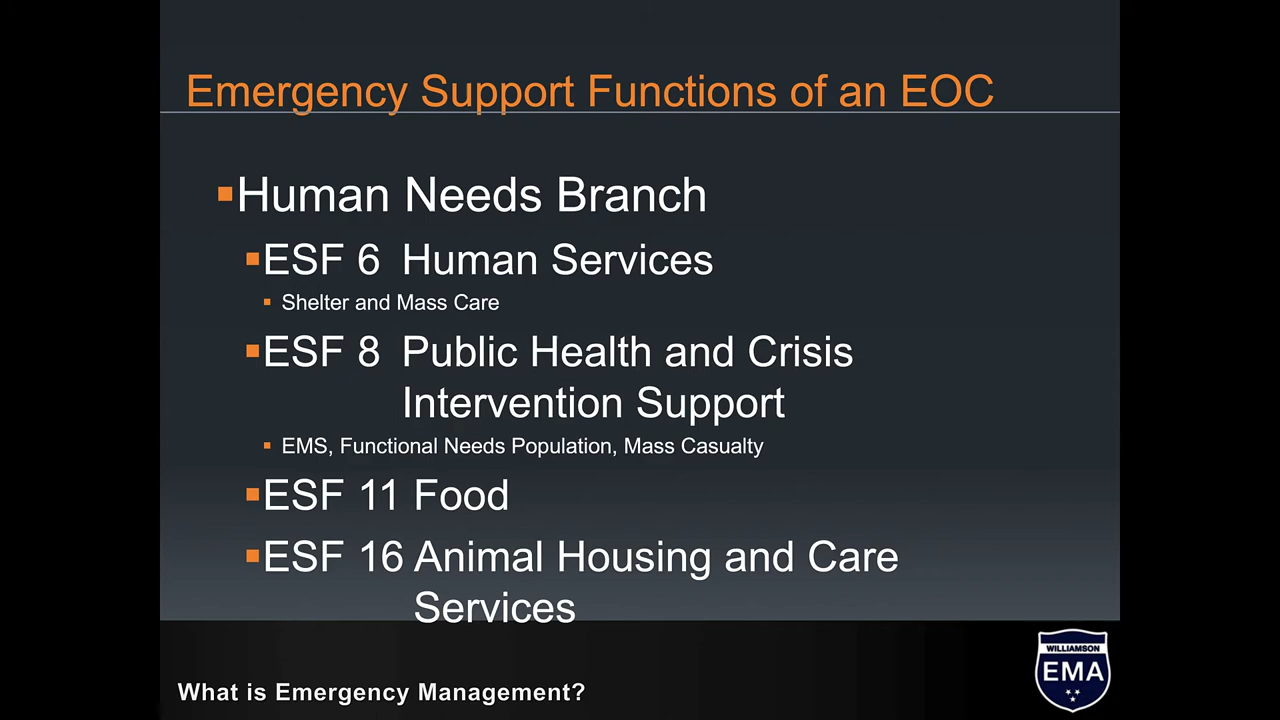 Emergency Support Functions of an EOC
Human Needs Branch
ESF 6 Human Services
Shelter and Mass Care
ESF 8 Public Health and Crisis
Intervention Support
EMS, Functional Needs Population, Mass Casualty
ESF 11 Food
ESF 16 Animal Housing and Care
Services
What is Emergency Management?
WILLIAMSON
EMA